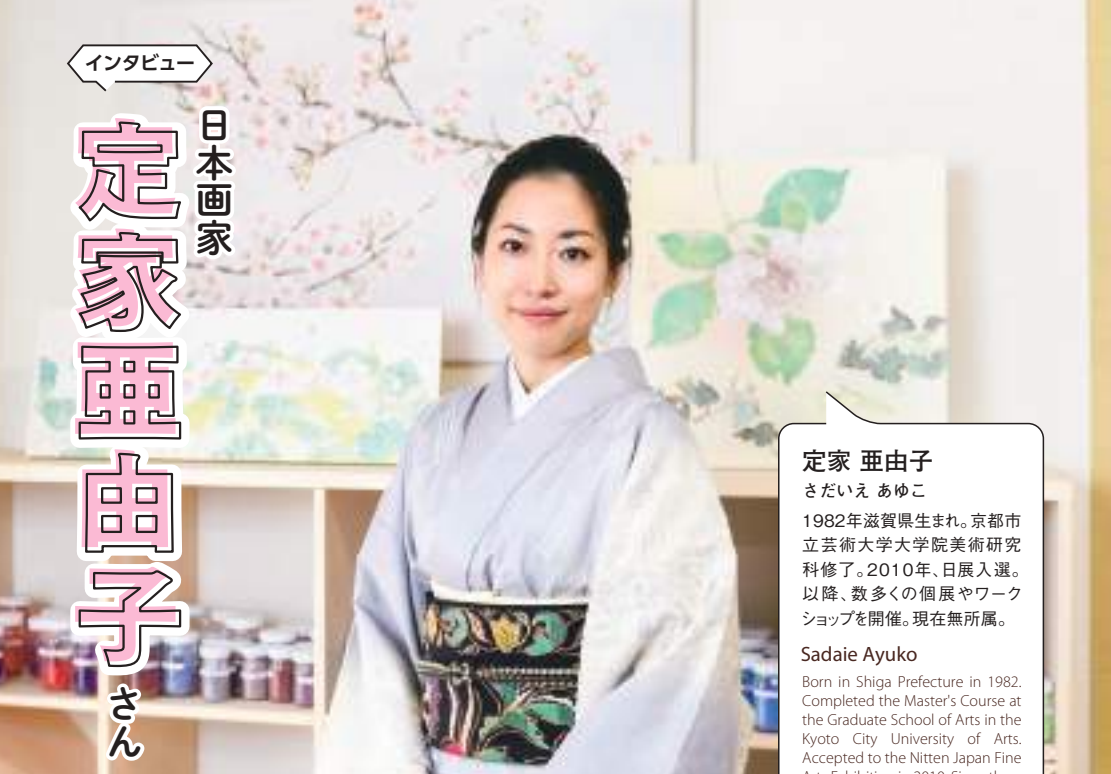 インタビュー
日本画家
定家亜由子さん
定家 亜由子
さだいえ あゆこ
1982年滋賀県生まれ。京都市
立芸術大学大学院美術研究
科修了。2010年、日展入選。
以降、数多くの個展やワーク
ショップを開催。現在無所属。
Sadaie Ayuko
Born in Shiga Prefecture in 1982.
Completed the Master's Course at
the Graduate School of Arts in the
Kyoto City University of Arts.
Accepted to the Nitten Japan Fine